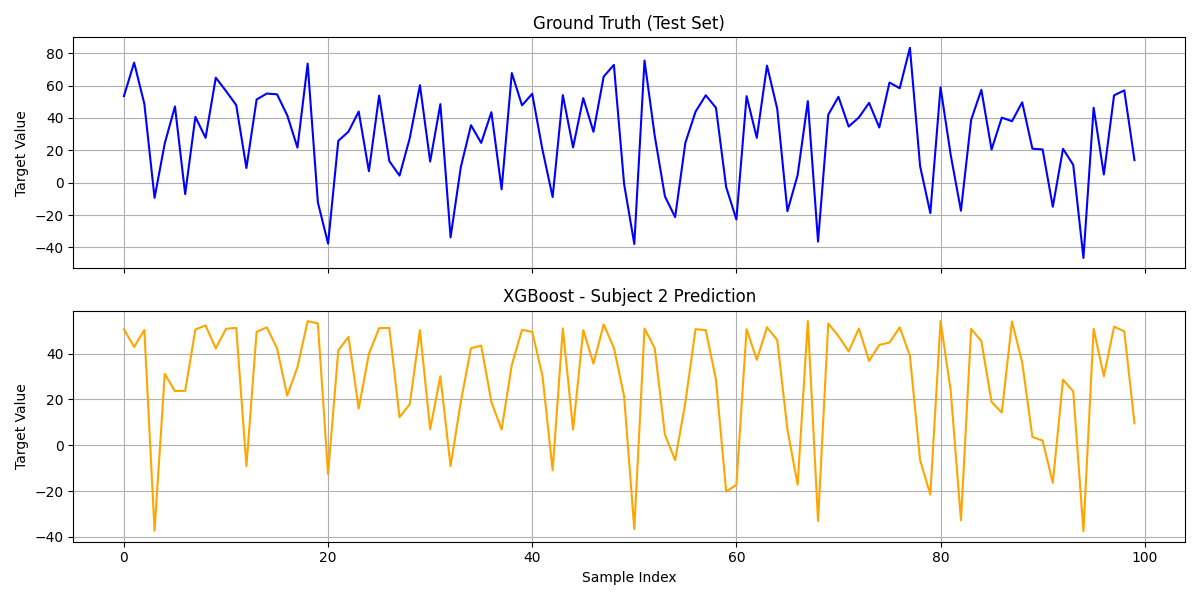 Ground Truth (Test Set)
80
60
40
20
0
−20
−40
Target Value
XGBoost - Subject 2 Prediction
40
20
0
−20
−40
Target Value
0 20 40 60 80 100
Sample Index